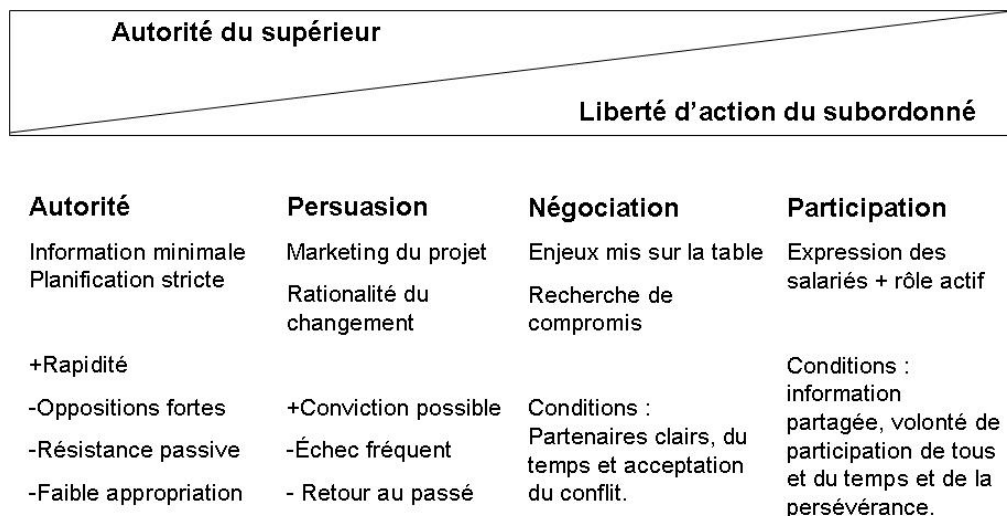 Autorité du supérieur
Liberté d'action du subordonné
Autorité
Information minimale
Planification stricte
+Rapidité
-Oppositions fortes
-Résistance passive
-Faible appropriation
Persuasion
Marketing du projet
Rationalité du
changement
+Conviction possible
-Échec fréquent
- Retour au passé
Négociation
Enjeux mis sur la table
Recherche de
compromis
Conditions :
Partenaires clairs, du
temps et acceptation
du conflit.
Participation
Expression des
salariés + rôle actif
Conditions :
information
partagée, volonté de
participation de tous
et du temps et de la
persévérance.